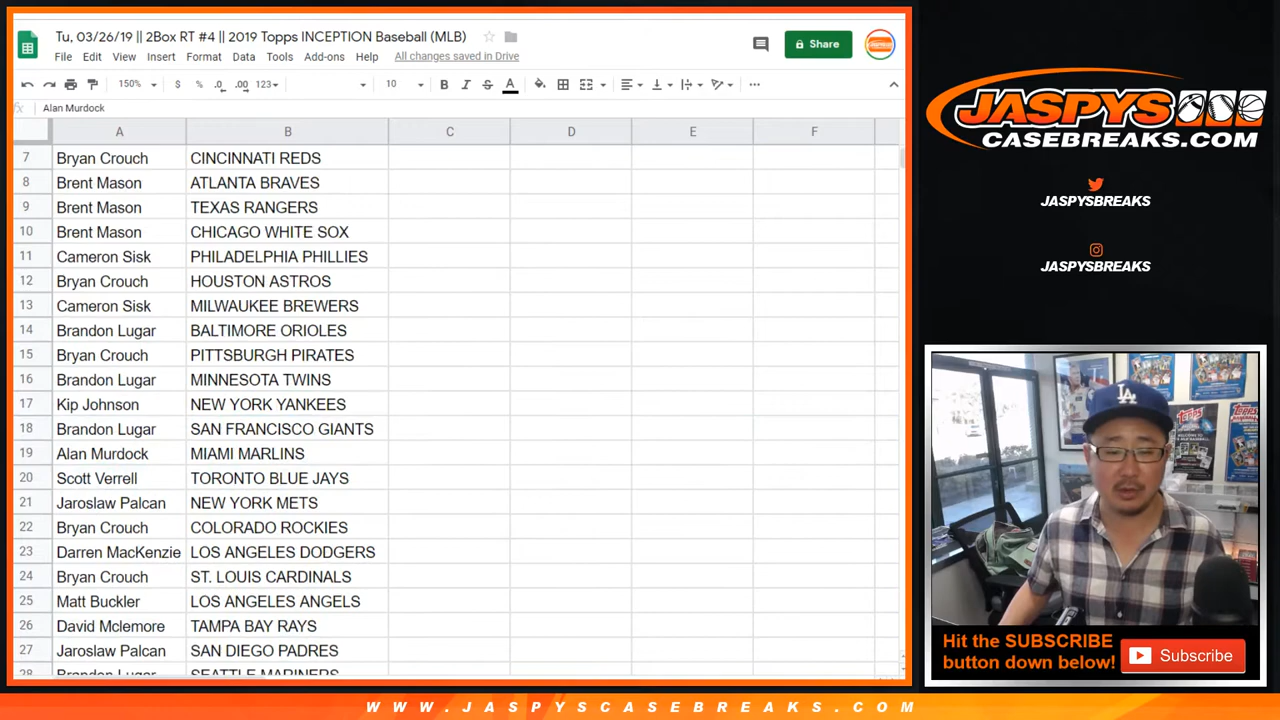 Tu, 03/26/19 || 2Box RT #4 || 2019 Topps INCEPTION Baseball (MLB)
File Edit View Insert Format Data Tools Add-ons Help All changes saved in Drive
Share
150% $ % .0 .00 123 10 B I S A
fx Alan Murdock
A B C D E F
7 Bryan Crouch CINCINNATI REDS
8 Brent Mason ATLANTA BRAVES
9 Brent Mason TEXAS RANGERS
10 Brent Mason CHICAGO WHITE SOX
11 Cameron Sisk PHILADELPHIA PHILLIES
12 Bryan Crouch HOUSTON ASTROS
13 Cameron Sisk MILWAUKEE BREWERS
14 Brandon Lugar BALTIMORE ORIOLES
15 Bryan Crouch PITTSBURGH PIRATES
16 Brandon Lugar MINNESOTA TWINS
17 Kip Johnson NEW YORK YANKEES
18 Brandon Lugar SAN FRANCISCO GIANTS
19 Alan Murdock MIAMI MARLINS
20 Scott Verrell TORONTO BLUE JAYS
21 Jaroslaw Palcan NEW YORK METS
22 Bryan Crouch COLORADO ROCKIES
23 Darren MacKenzie LOS ANGELES DODGERS
24 Bryan Crouch ST. LOUIS CARDINALS
25 Matt Buckler LOS ANGELES ANGELS
26 David Mclemore TAMPA BAY RAYS
27 Jaroslaw Palcan SAN DIEGO PADRES
28 Brandon Lugar SEATTLE MARINERS
JASPYS
CASEBREAKS.COM
JASPYSBREAKS
JASPYSBREAKS
LA
TOPPS
Hit the SUBSCRIBE
button down below!
Subscribe
WWW.JASPYSCASEBREAKS.COM